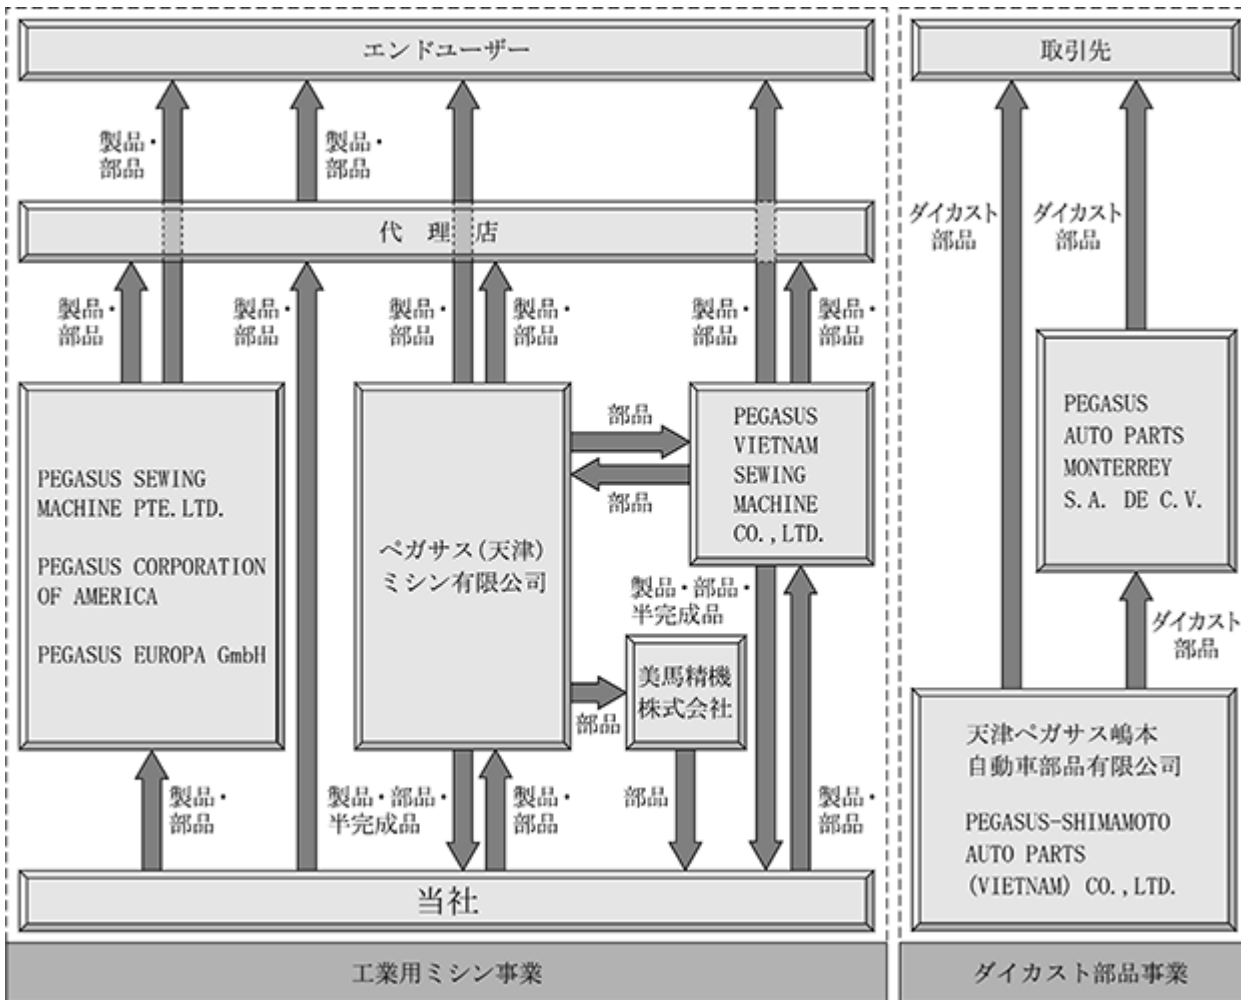 エンドユーザー
製品・
部品
製品・
部品
代　理　店
製品・
部品
製品・
部品
製品・
部品
製品・
部品
製品・
部品
製品・
部品
PEGASUS SEWING
MACHINE PTE.LTD.
PEGASUS CORPORATION
OF AMERICA
PEGASUS EUROPA GmbH
ペガサス(天津)
ミシン有限公司
部品
部品
PEGASUS
VIETNAM
SEWING
MACHINE
CO.,LTD.
製品・部品・
半完成品
美馬精機
株式会社
部品
製品・
部品
製品・部品・
半完成品
製品・
部品
部品
製品・
部品
当社
工業用ミシン事業
取引先
ダイカスト
部品
ダイカスト
部品
PEGASUS
AUTO PARTS
MONTERREY
S.A. DE C.V.
ダイカスト
部品
天津ペガサス嶋本
自動車部品有限公司
PEGASUS-SHIMAMOTO
AUTO PARTS
(VIETNAM) CO.,LTD.
ダイカスト部品事業